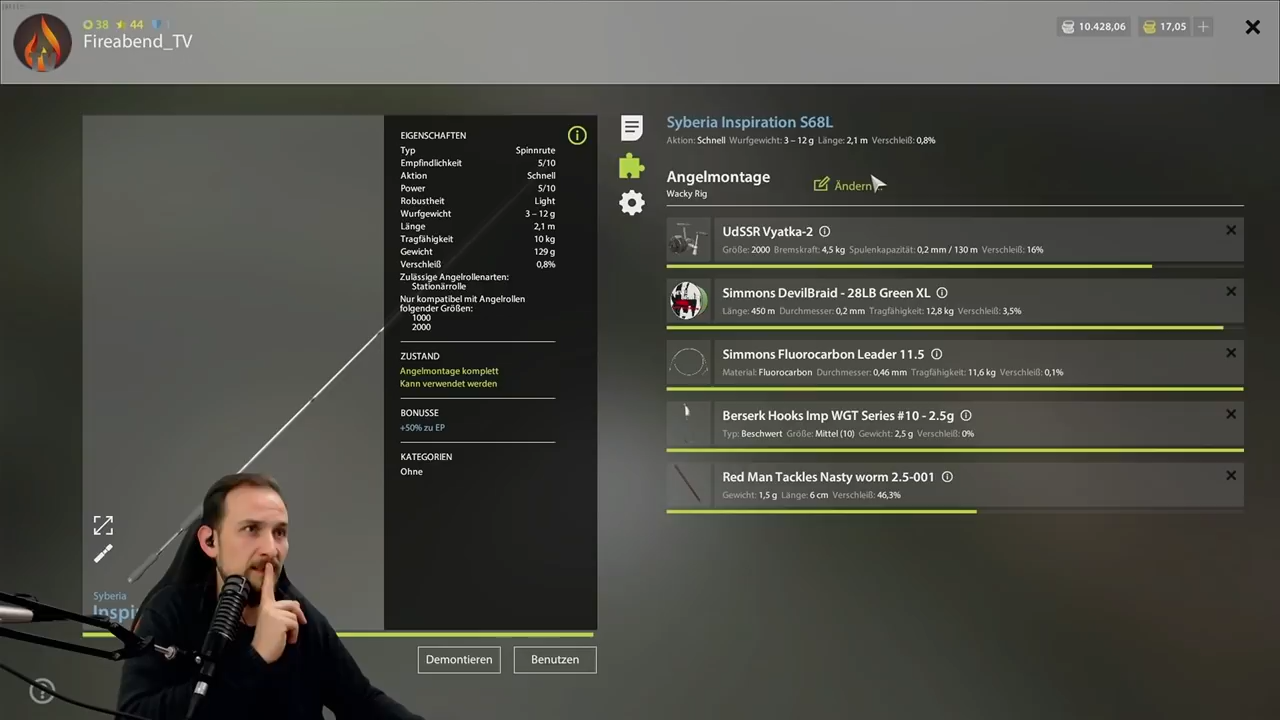 38 44
Fireabend_TV
10.428,06
17,05
EIGENSCHAFTEN
Typ Spinnrute
Empfindlichkeit 5/10
Aktion Schnell
Power 5/10
Robustheit Light
Wurfgewicht 3 – 12 g
Länge 2,1 m
Tragfähigkeit 10 kg
Gewicht 129 g
Verschleiß 0,8%
Zulässige Angelrollenarten:
Stationärrolle
Nur kompatibel mit Angelrollen
folgender Größen:
1000
2000
ZUSTAND
Angelmontage komplett
Kann verwendet werden
BONUSSE
+50% zu EP
KATEGORIEN
Ohne
Syberia
Inspi
Demontieren
Benutzen
Syberia Inspiration S68L
Aktion: Schnell Wurfgewicht: 3 – 12 g Länge: 2,1 m Verschleiß: 0,8%
Angelmontage
Wacky Rig
Ändern
UdSSR Vyatka-2
Größe: 2000 Bremskraft: 4,5 kg Spulenkapazität: 0,2 mm / 130 m Verschleiß: 16%
Simmons DevilBraid - 28LB Green XL
Länge: 450 m Durchmesser: 0,2 mm Tragfähigkeit: 12,8 kg Verschleiß: 3,5%
Simmons Fluorocarbon Leader 11.5
Material: Fluorocarbon Durchmesser: 0,46 mm Tragfähigkeit: 11,6 kg Verschleiß: 0,1%
Berserk Hooks Imp WGT Series #10 - 2.5g
Typ: Beschwert Größe: Mittel (10) Gewicht: 2,5 g Verschleiß: 0%
Red Man Tackles Nasty worm 2.5-001
Gewicht: 1,5 g Länge: 6 cm Verschleiß: 46,3%